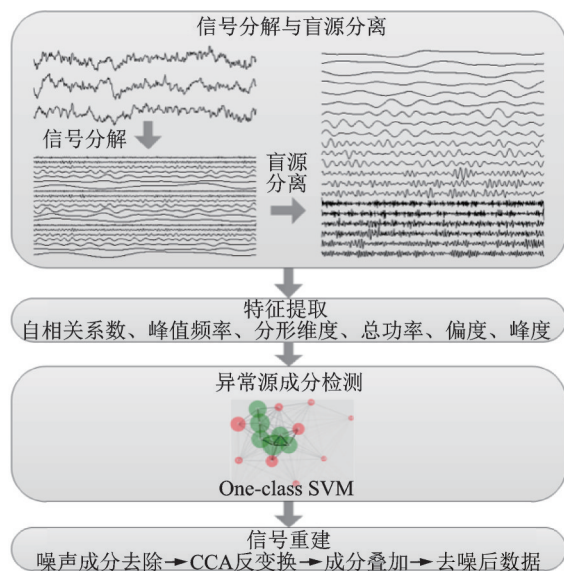 信号分解与盲源分离
信号分解
盲源
分离
特征提取
自相关系数、峰值频率、分形维度、总功率、偏度、峰度
异常源成分检测
One-class SVM
信号重建
噪声成分去除→CCA反变换→成分叠加→去噪后数据